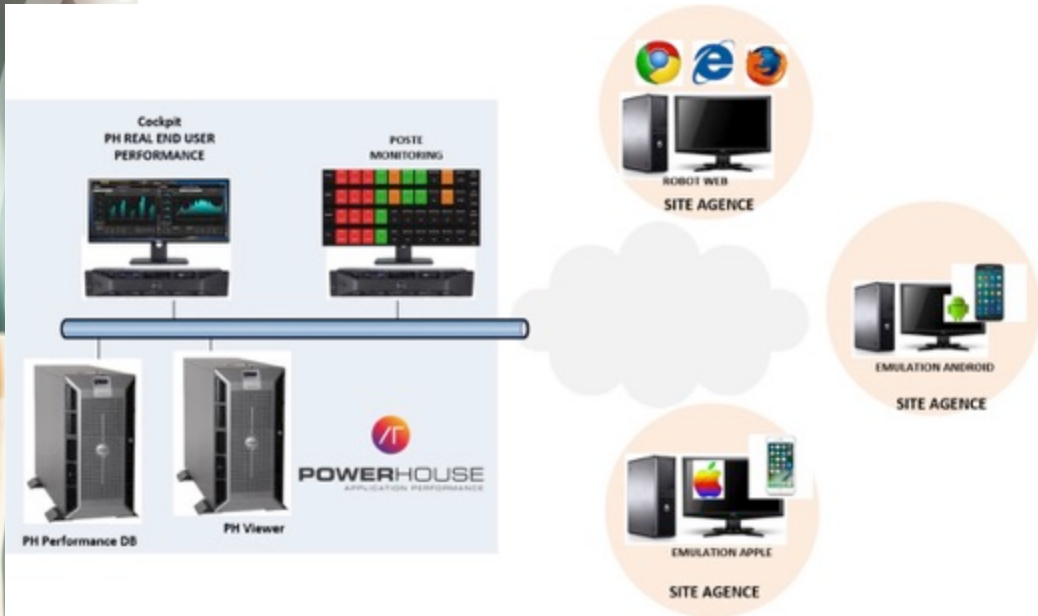 Cockpit
PH REAL END USER
PERFORMANCE
POSTE
MONITORING
PH Performance DB
PH Viewer
POWERHOUSE
APPLICATION PERFORMANCE
ROBOT WEB
SITE AGENCE
EMULATION ANDROID
SITE AGENCE
EMULATION APPLE
SITE AGENCE